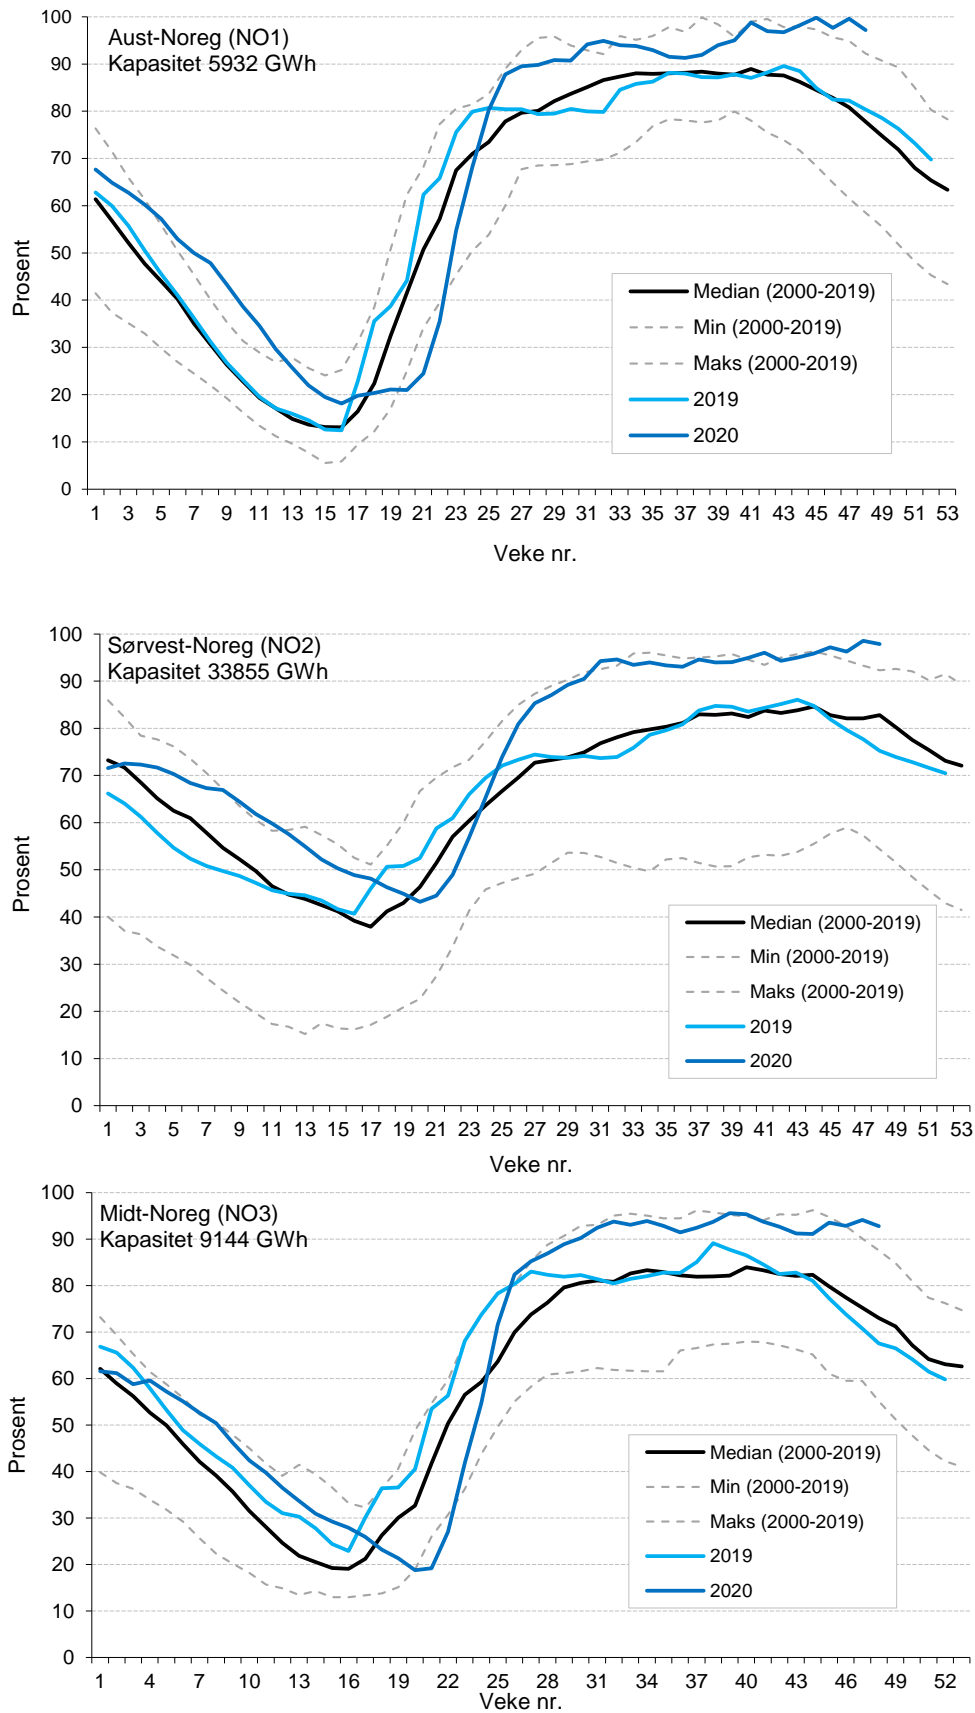 Aust-Noreg (NO1)
Kapasitet 5932 GWh
Prosent
100
90
80
70
60
50
40
30
20
10
0
Median (2000-2019)
Min (2000-2019)
Maks (2000-2019)
2019
2020
1 3 5 7 9 11 13 15 17 19 21 23 25 27 29 31 33 35 37 39 41 43 45 47 49 51 53
Veke nr.
Sørvest-Noreg (NO2)
Kapasitet 33855 GWh
Prosent
100
90
80
70
60
50
40
30
20
10
0
Median (2000-2019)
Min (2000-2019)
Maks (2000-2019)
2019
2020
1 3 5 7 9 11 13 15 17 19 21 23 25 27 29 31 33 35 37 39 41 43 45 47 49 51 53
Veke nr.
Midt-Noreg (NO3)
Kapasitet 9144 GWh
Prosent
100
90
80
70
60
50
40
30
20
10
0
Median (2000-2019)
Min (2000-2019)
Maks (2000-2019)
2019
2020
1 4 7 10 13 16 19 22 25 28 31 34 37 40 43 46 49 52
Veke nr.